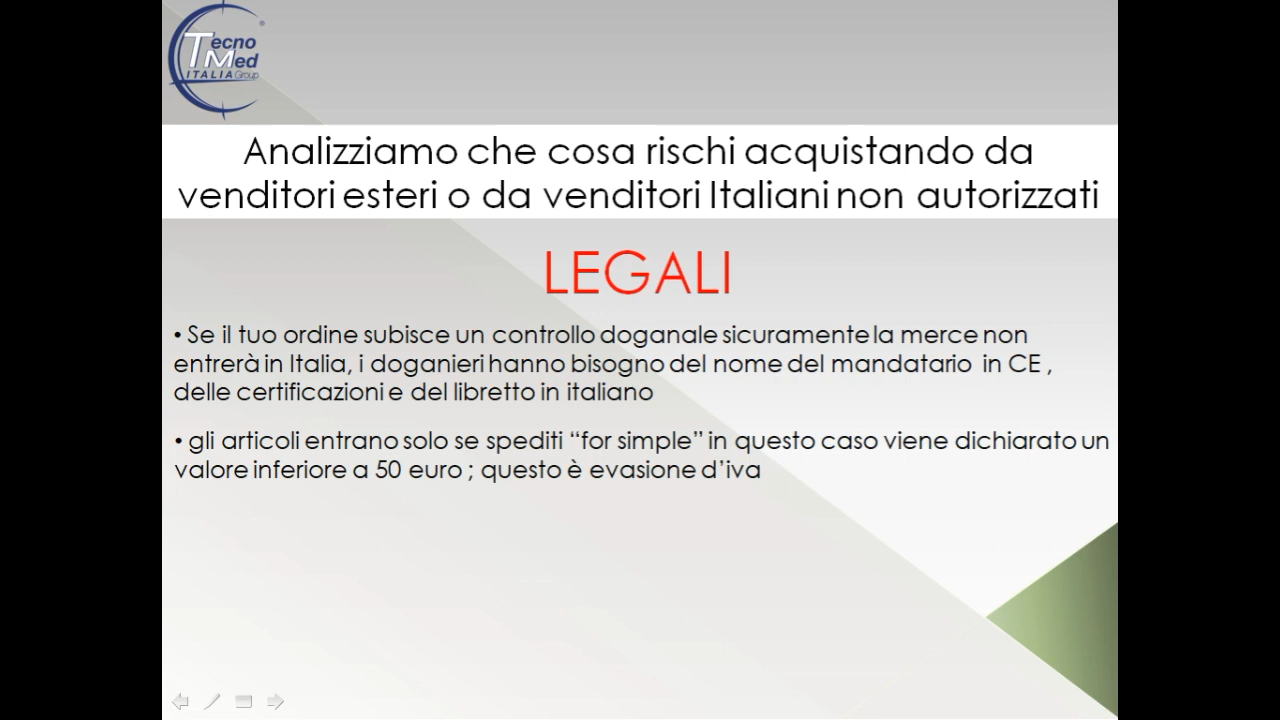 Tecno
Med
ITALIA Group
Analizziamo che cosa rischi acquistando da
venditori esteri o da venditori Italiani non autorizzati
LEGALI
• Se il tuo ordine subisce un controllo doganale sicuramente la merce non
entrerà in Italia, i doganieri hanno bisogno del nome del mandatario in CE ,
delle certificazioni e del libretto in italiano
• gli articoli entrano solo se spediti “for simple” in questo caso viene dichiarato un
valore inferiore a 50 euro ; questo è evasione d’iva